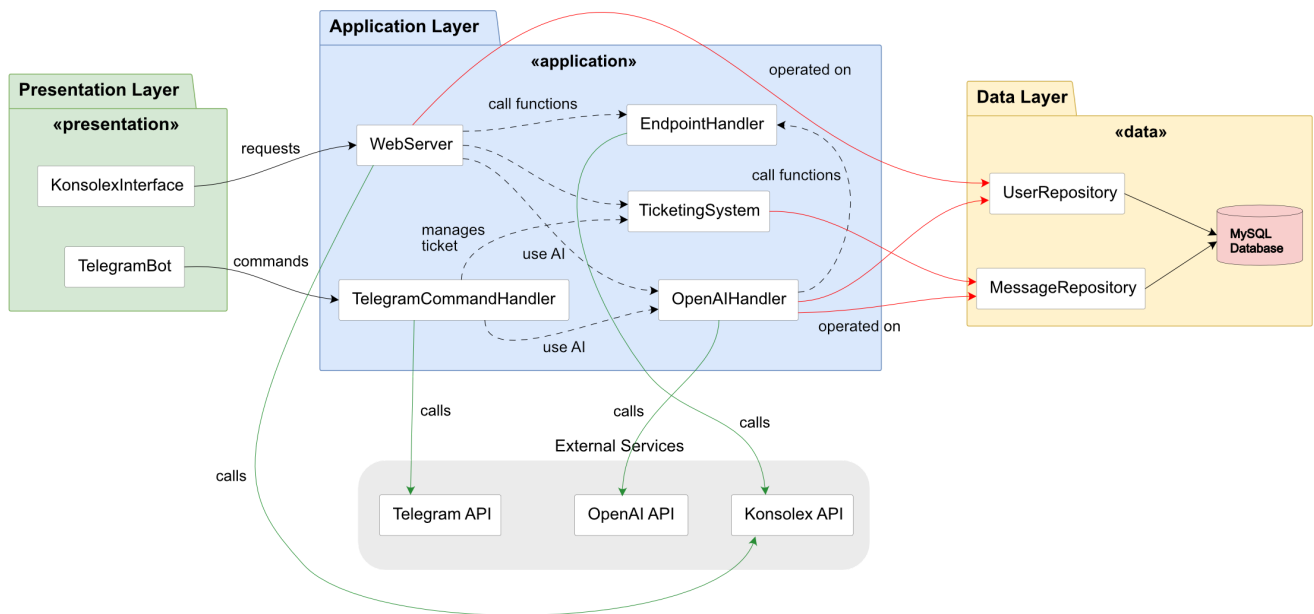 Presentation Layer
«presentation»
KonsolexInterface
TelegramBot
requests
commands
Application Layer
«application»
WebServer
call functions
EndpointHandler
call functions
TicketingSystem
manages
ticket
use AI
TelegramCommandHandler
OpenAIHandler
use AI
operated on
operated on
Data Layer
«data»
UserRepository
MessageRepository
MySQL
Database
calls
calls
calls
calls
External Services
Telegram API
OpenAI API
Konsolex API